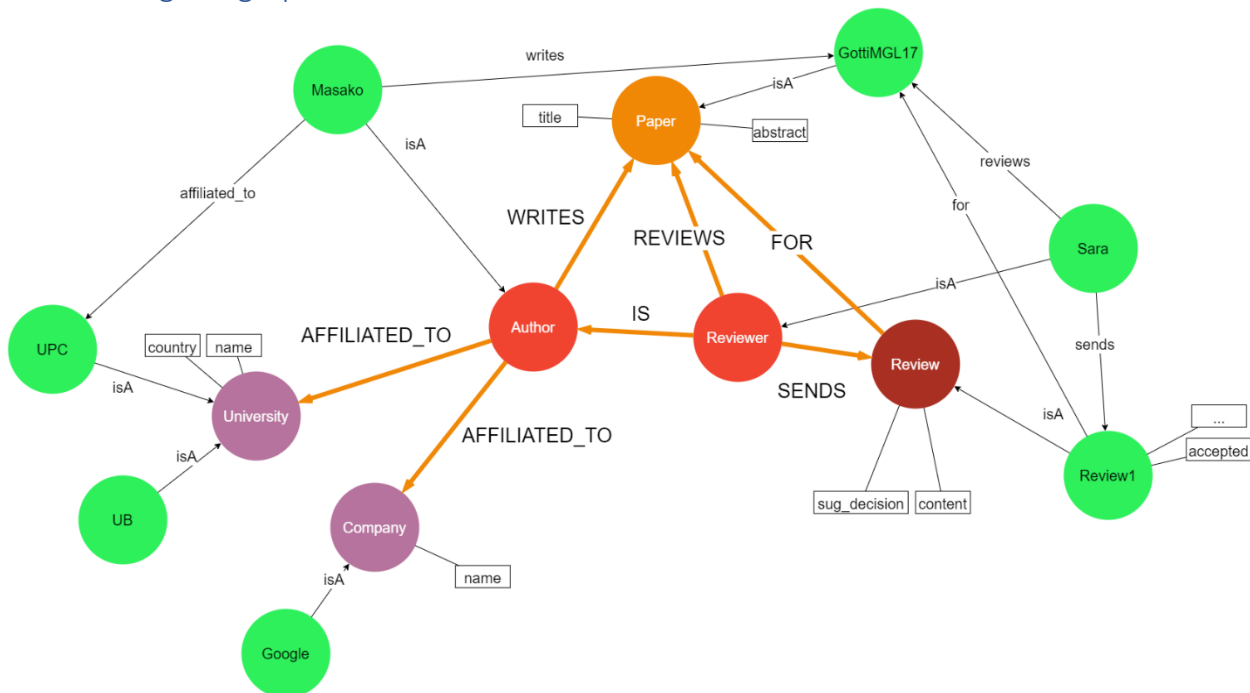 writes
GottiMGL17
Masako
isA
title
Paper
abstract
isA
reviews
affiliated_to
WRITES
REVIEWS
FOR
for
Sara
isA
UPC
country
name
AFFILIATED_TO
Author
IS
Reviewer
sends
Review
isA
University
SENDS
isA
...
accepted
isA
AFFILIATED_TO
Review1
UB
Company
sug_decision
content
isA
name
Google